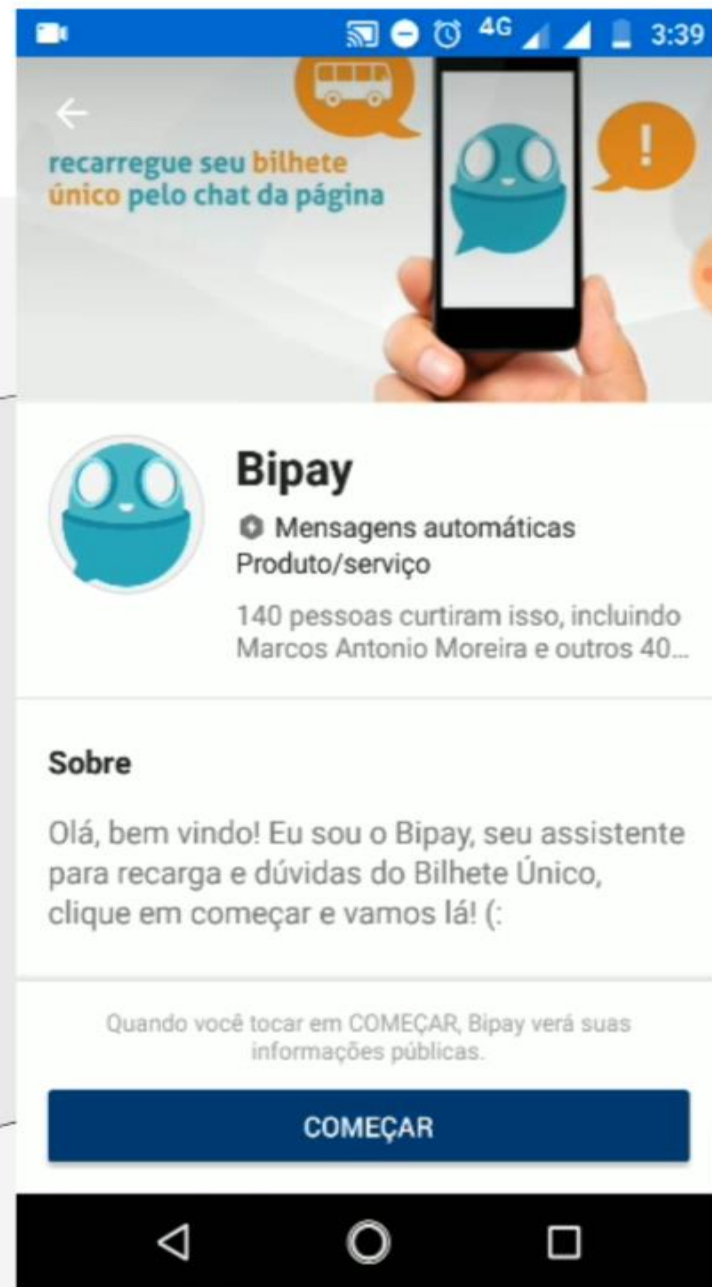 4G 3:39
recarregue seu bilhete
único pelo chat da página
!
Bipay
Mensagens automáticas
Produto/serviço
140 pessoas curtiram isso, incluindo
Marcos Antonio Moreira e outros 40...
Sobre
Olá, bem vindo! Eu sou o Bipay, seu assistente
para recarga e dúvidas do Bilhete Único,
clique em começar e vamos lá! (:
Quando você tocar em COMEÇAR, Bipay verá suas
informações públicas.
COMEÇAR